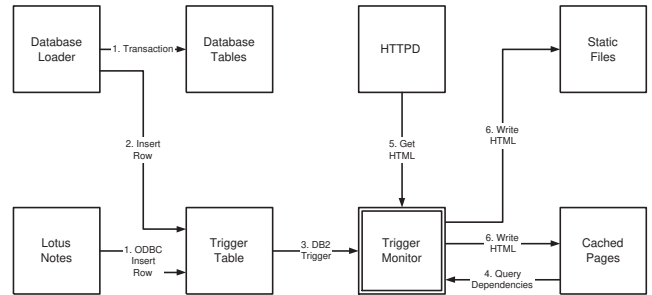 Database
Loader
1. Transaction
Database
Tables
HTTPD
Static
Files
2. Insert
Row
5. Get
HTML
6. Write
HTML
Lotus
Notes
1. ODBC
Insert
Row
Trigger
Table
3. DB2
Trigger
Trigger
Monitor
6. Write
HTML
4. Query
Dependencies
Cached
Pages